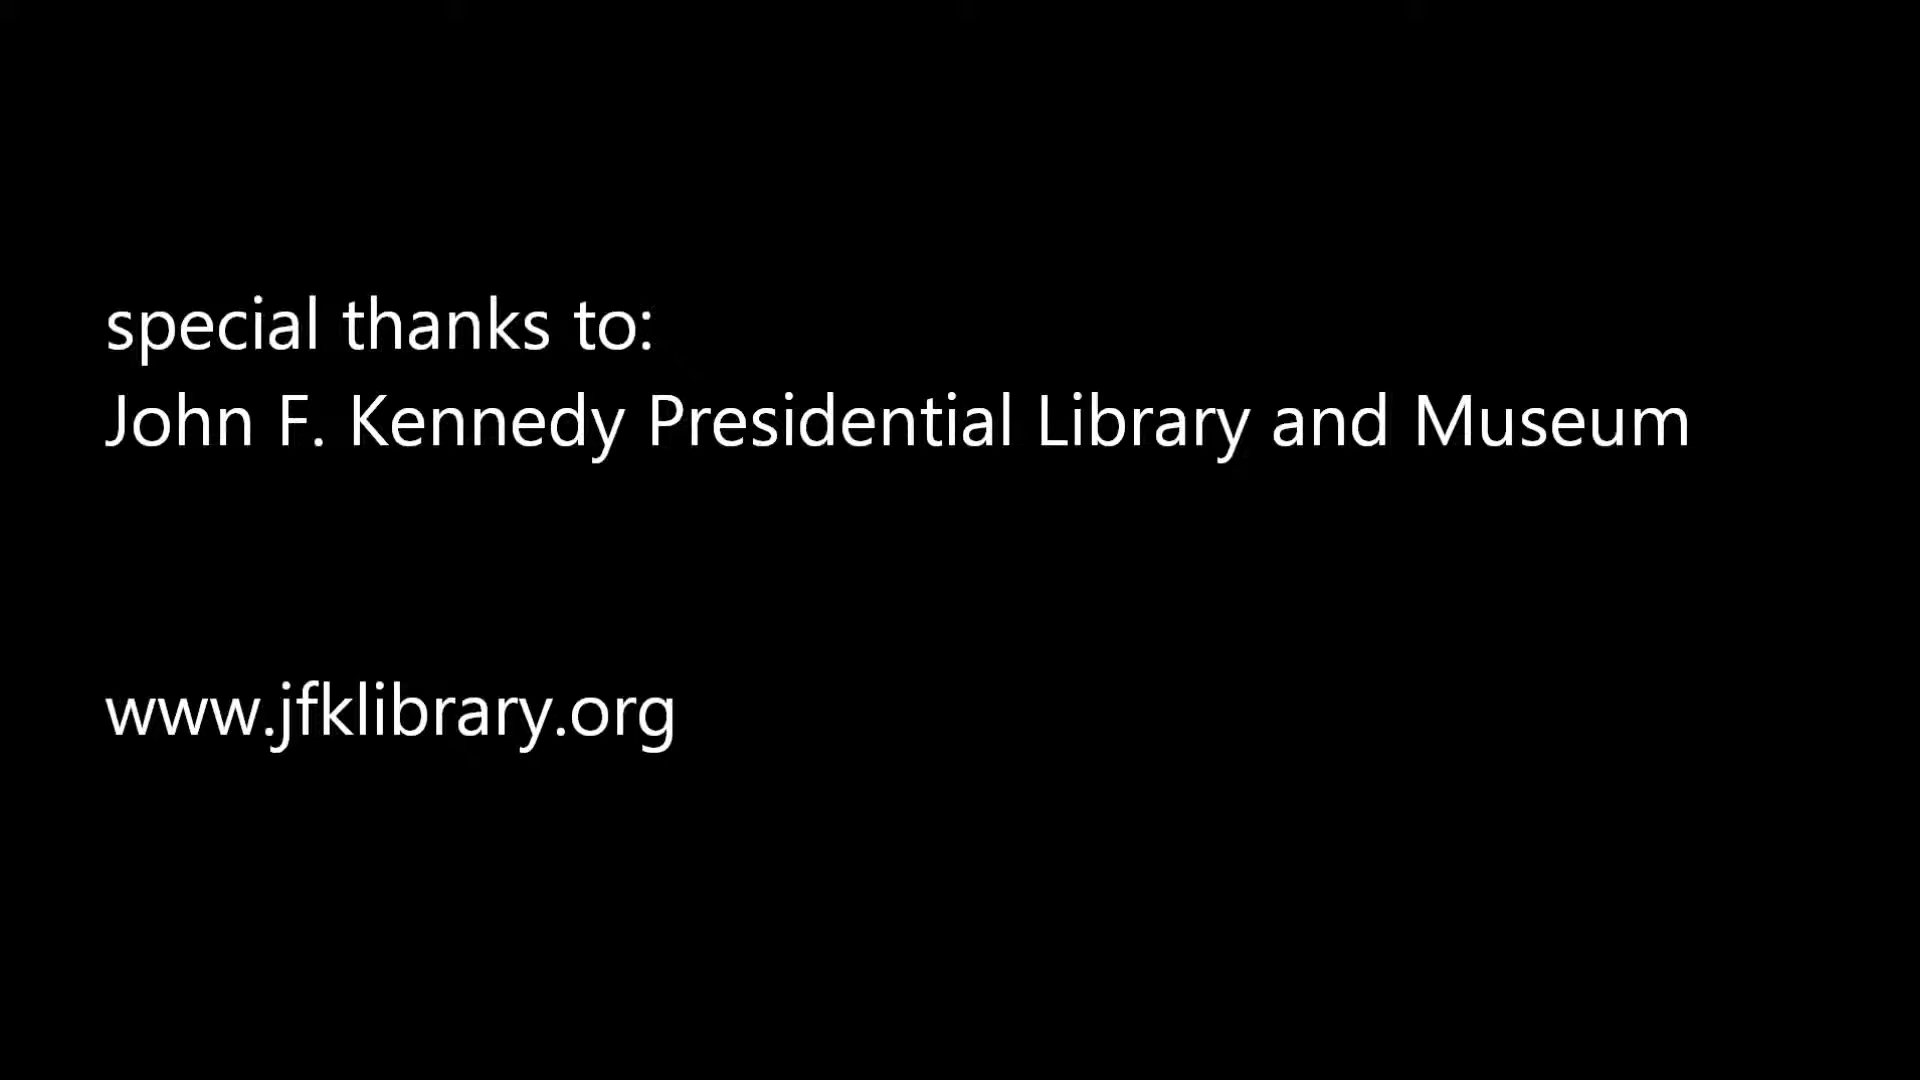 special thanks to:
John F. Kennedy Presidential Library and Museum
www.jfklibrary.org